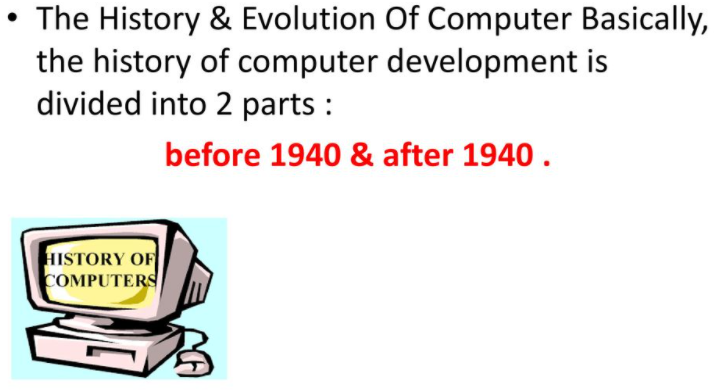 • The History & Evolution Of Computer Basically,
the history of computer development is
divided into 2 parts :
before 1940 & after 1940 .
HISTORY OF
COMPUTERS